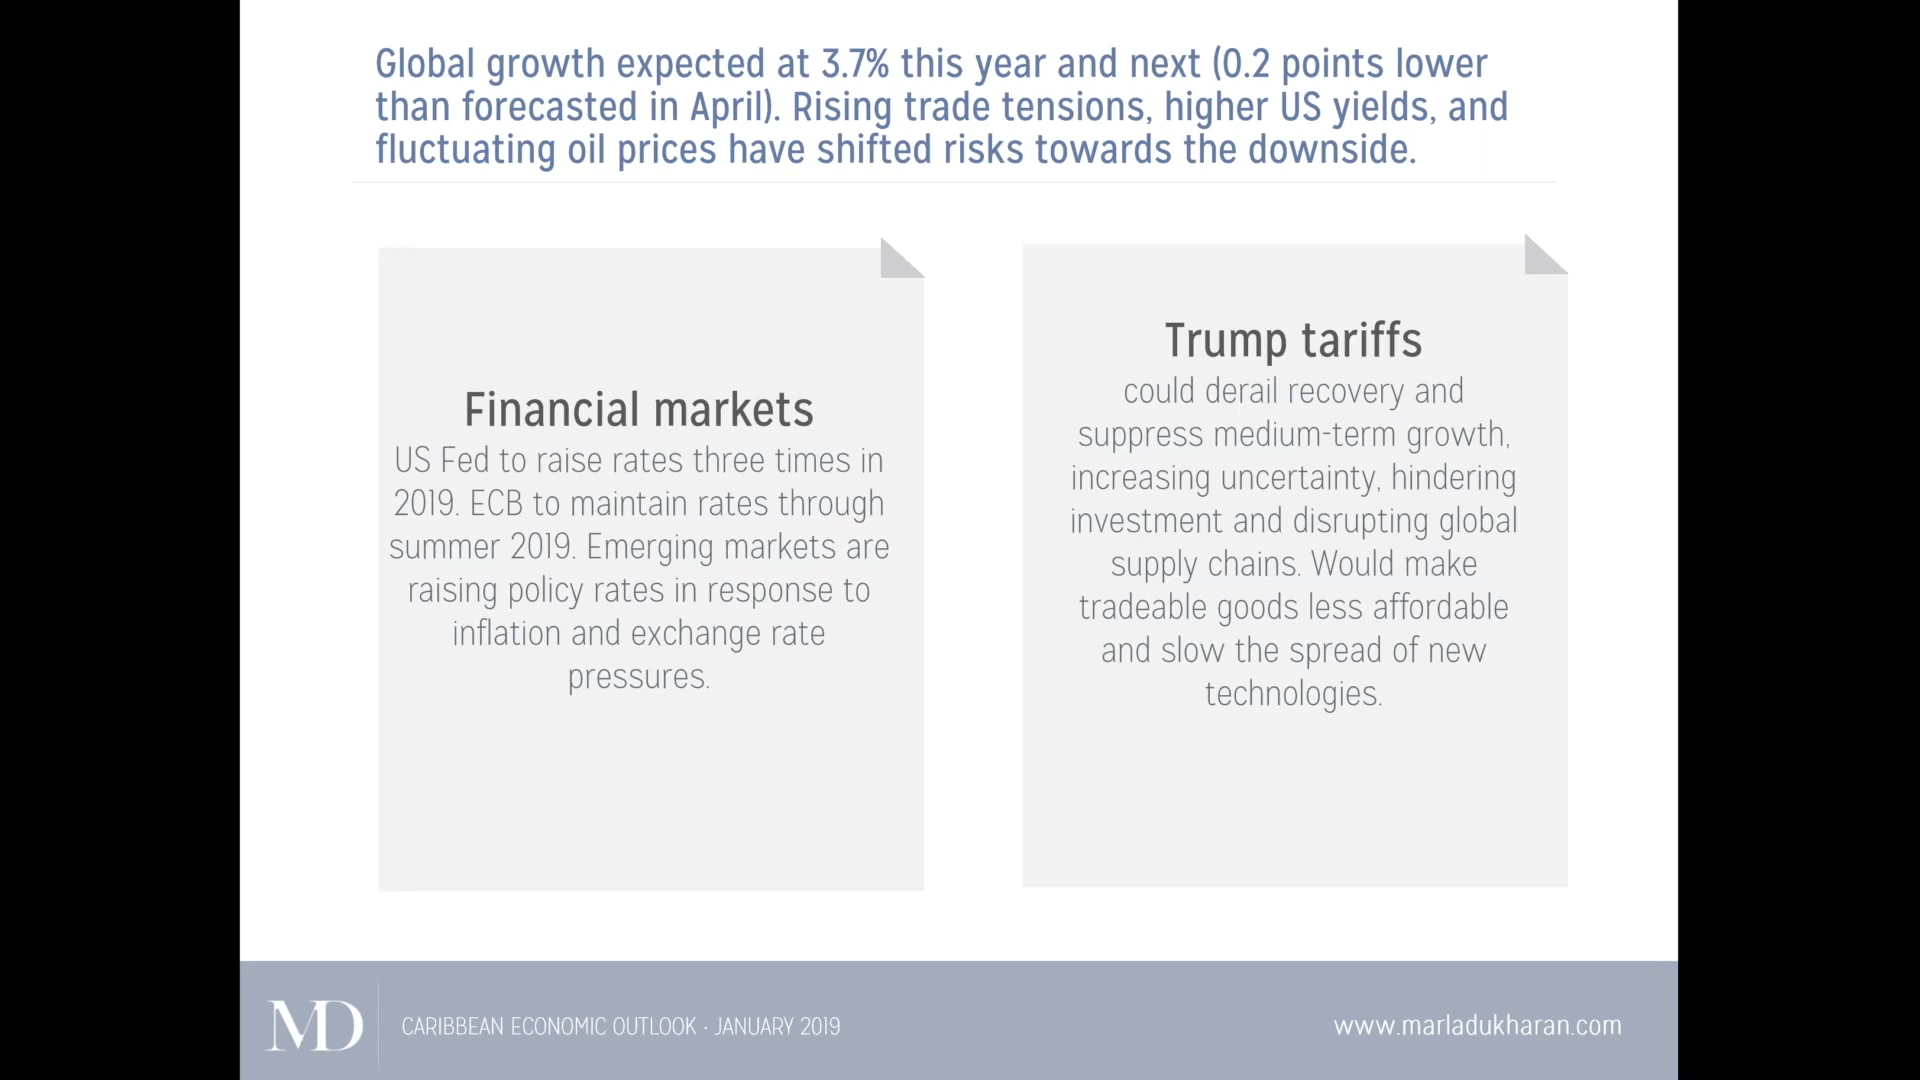 Global growth expected at 3.7% this year and next (0.2 points lower
than forecasted in April). Rising trade tensions, higher US yields, and
fluctuating oil prices have shifted risks towards the downside.
Financial markets
US Fed to raise rates three times in
2019. ECB to maintain rates through
summer 2019. Emerging markets are
raising policy rates in response to
inflation and exchange rate
pressures.
Trump tariffs
could derail recovery and
suppress medium-term growth,
increasing uncertainty, hindering
investment and disrupting global
supply chains. Would make
tradeable goods less affordable
and slow the spread of new
technologies.
MD
CARIBBEAN ECONOMIC OUTLOOK · JANUARY 2019
www.marladukharan.com